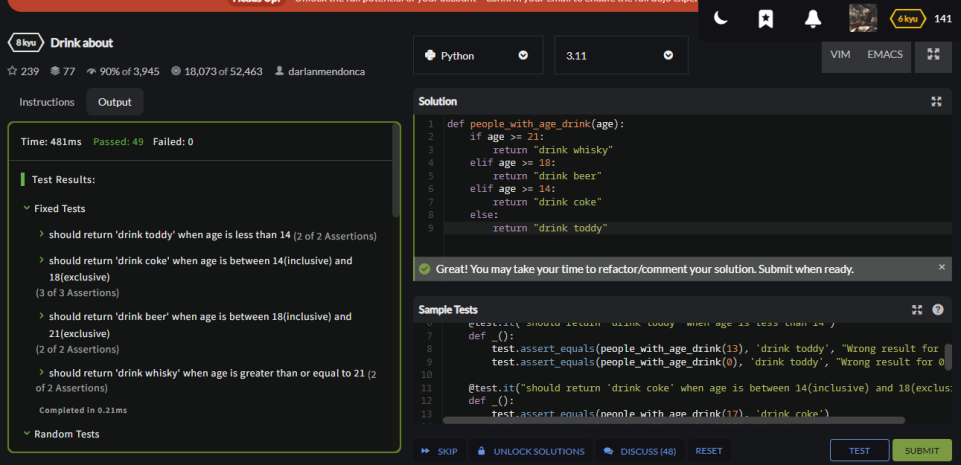 Heads Up! Unlock the full potential of your account - confirm your email to enable the full dojo
6 kyu 141
8 kyu Drink about
239 77 90% of 3,945 18,073 of 52,463 darlanmendonca
Python 3.11 VIM EMACS
Instructions Output
Time: 481ms Passed: 49 Failed: 0
Test Results:
Fixed Tests
should return 'drink toddy' when age is less than 14 (2 of 2 Assertions)
should return 'drink coke' when age is between 14(inclusive) and
18(exclusive)
(3 of 3 Assertions)
should return 'drink beer' when age is between 18(inclusive) and
21(exclusive)
(2 of 2 Assertions)
should return 'drink whisky' when age is greater than or equal to 21 (2
of 2 Assertions)
Completed in 0.21ms
Random Tests
Solution
1 def people_with_age_drink(age):
2 if age >= 21:
3 return "drink whisky"
4 elif age >= 18:
5 return "drink beer"
6 elif age >= 14:
7 return "drink coke"
8 else:
9 return "drink toddy"
Great! You may take your time to refactor/comment your solution. Submit when ready.
Sample Tests
6 @test.it("should return 'drink toddy' when age is less than 14")
7 def _():
8 test.assert_equals(people_with_age_drink(13), 'drink toddy', "Wrong result for
9 test.assert_equals(people_with_age_drink(0), 'drink toddy', "Wrong result for 0
10
11 @test.it("should return 'drink coke' when age is between 14(inclusive) and 18(exclus
12 def _():
13 test.assert_equals(people_with_age_drink(17), 'drink coke')
SKIP UNLOCK SOLUTIONS DISCUSS (48) RESET TEST SUBMIT